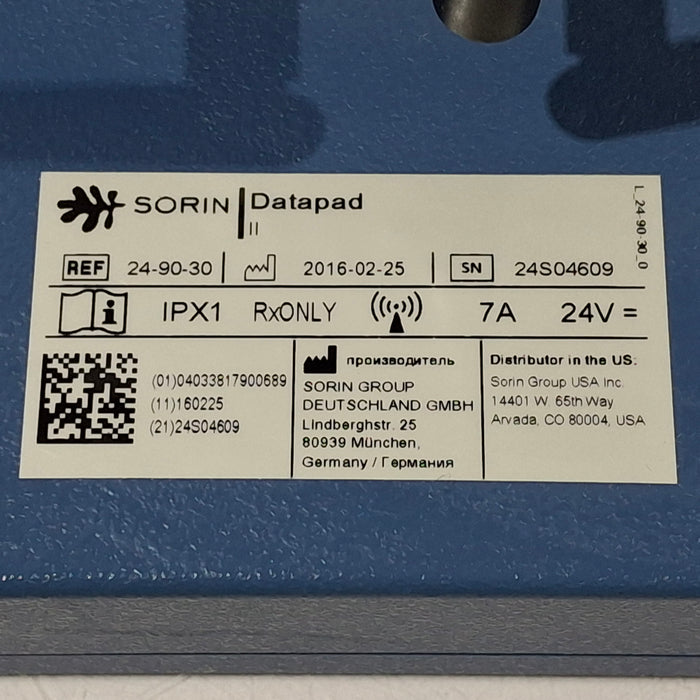 SORIN Datapad
II
REF 24-90-30 2016-02-25 SN 24S04609
IPX1 RxONLY 7A 24V =
(01)04033817900689
(11)160225
(21)24S04609
производитель
SORIN GROUP
DEUTSCHLAND GMBH
Lindberghstr. 25
80939 München,
Germany / Германия
Distributor in the US:
Sorin Group USA Inc.
14401 W. 65th Way
Arvada, CO 80004, USA
L_24-90-30_0